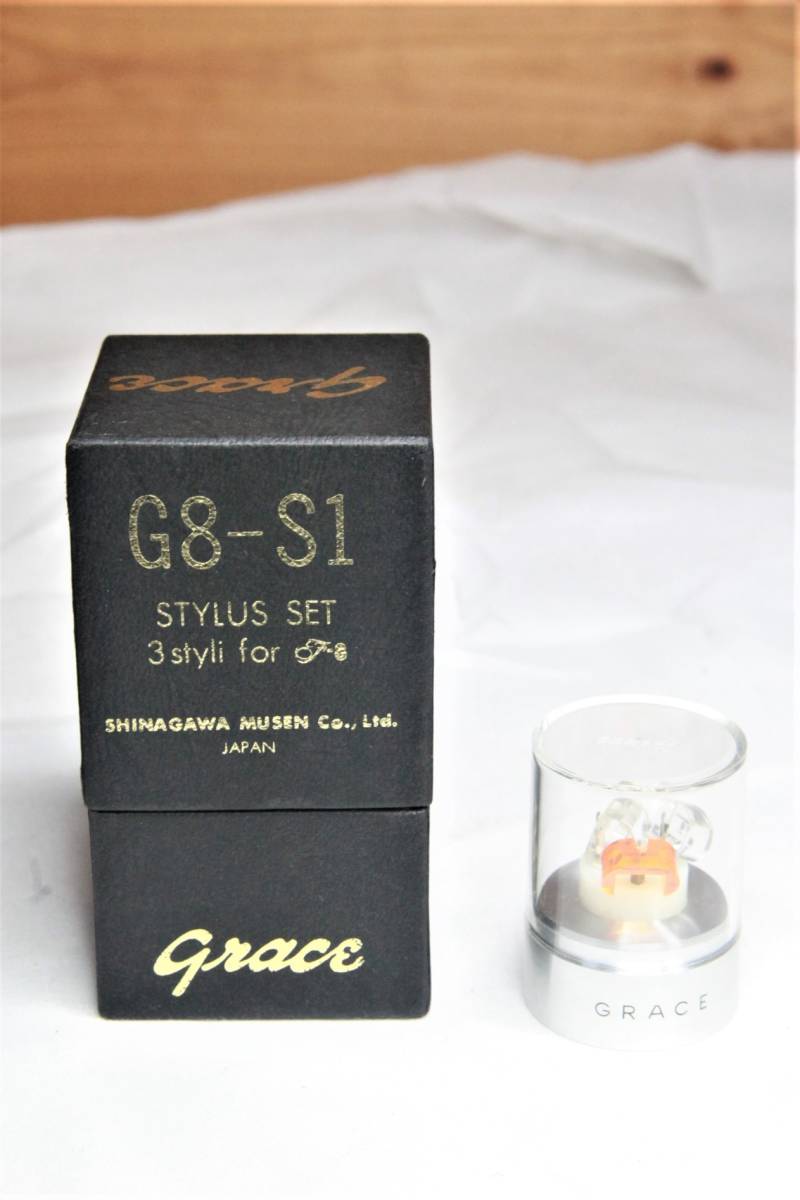 Grace
G8-S1
STYLUS SET
3 styli for F-8
SHINAGAWA MUSEN Co., Ltd.
JAPAN
Grace
GRACE